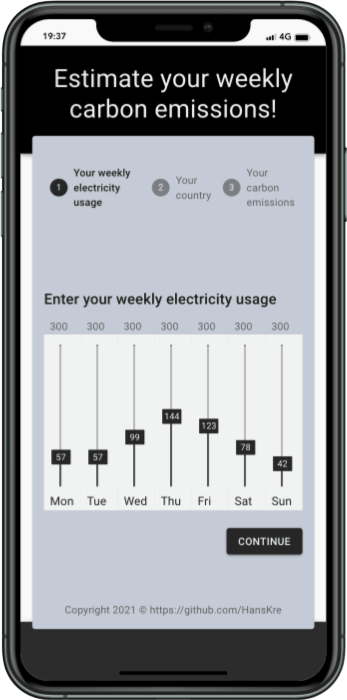 19:37
4G
Estimate your weekly
carbon emissions!
1
Your weekly
electricity
usage
2
Your
country
3
Your
carbon
emissions
Enter your weekly electricity usage
300 300 300 300 300 300 300
57 57 99 144 123 78 42
Mon Tue Wed Thu Fri Sat Sun
CONTINUE
Copyright 2021 © https://github.com/HansKre